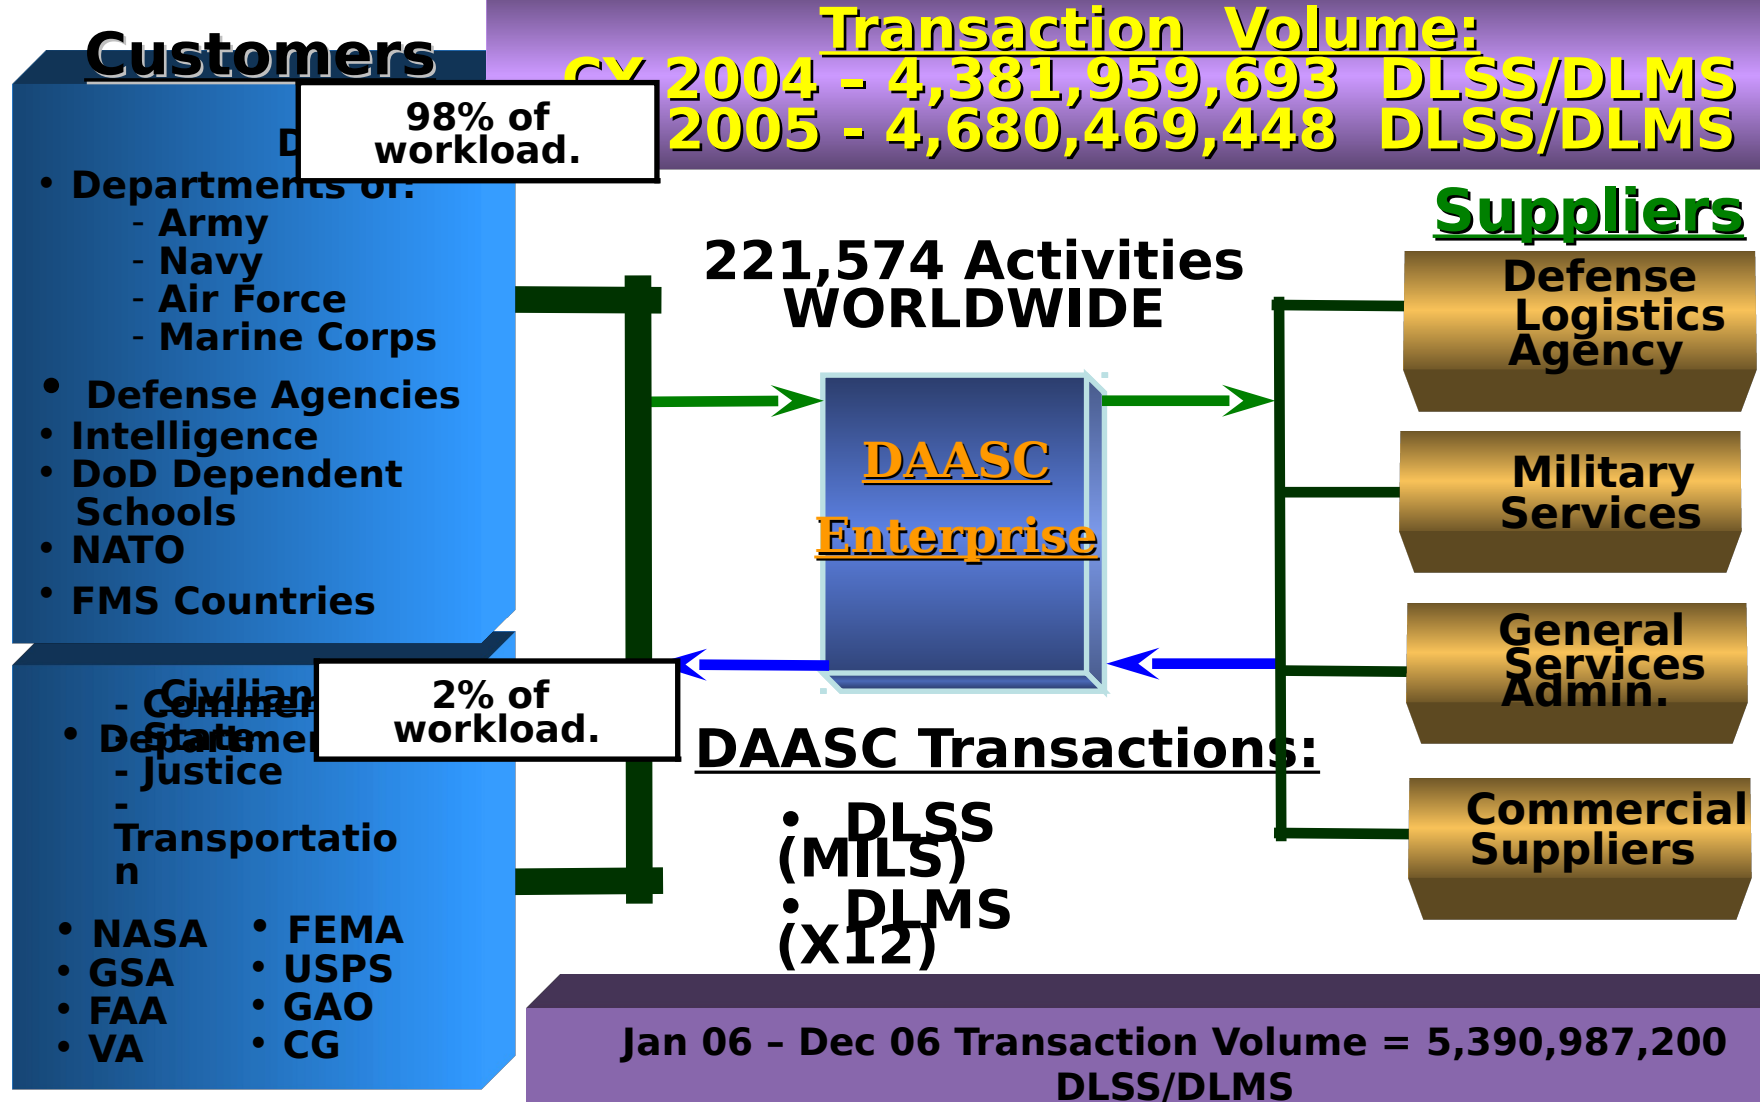 Customers
Transaction Volume:
CY 2004 – 4,381,959,693 DLSS/DLMS
2005 - 4,680,469,448 DLSS/DLMS
98% of
workload.
• Departments of:
- Army
- Navy
- Air Force
- Marine Corps
• Defense Agencies
• Intelligence
• DoD Dependent
Schools
• NATO
• FMS Countries
221,574 Activities
WORLDWIDE
DAASC
Enterprise
Suppliers
Defense
Logistics
Agency
Military
Services
General
Services
Admin.
Commercial
Suppliers
2% of
workload.
Civilian
- State
- Justice
-
Transportatio
n
• NASA
• GSA
• FAA
• VA
• FEMA
• USPS
• GAO
• CG
DAASC Transactions:
• DLSS
(MILS)
• DLMS
(X12)
Jan 06 – Dec 06 Transaction Volume = 5,390,987,200
DLSS/DLMS